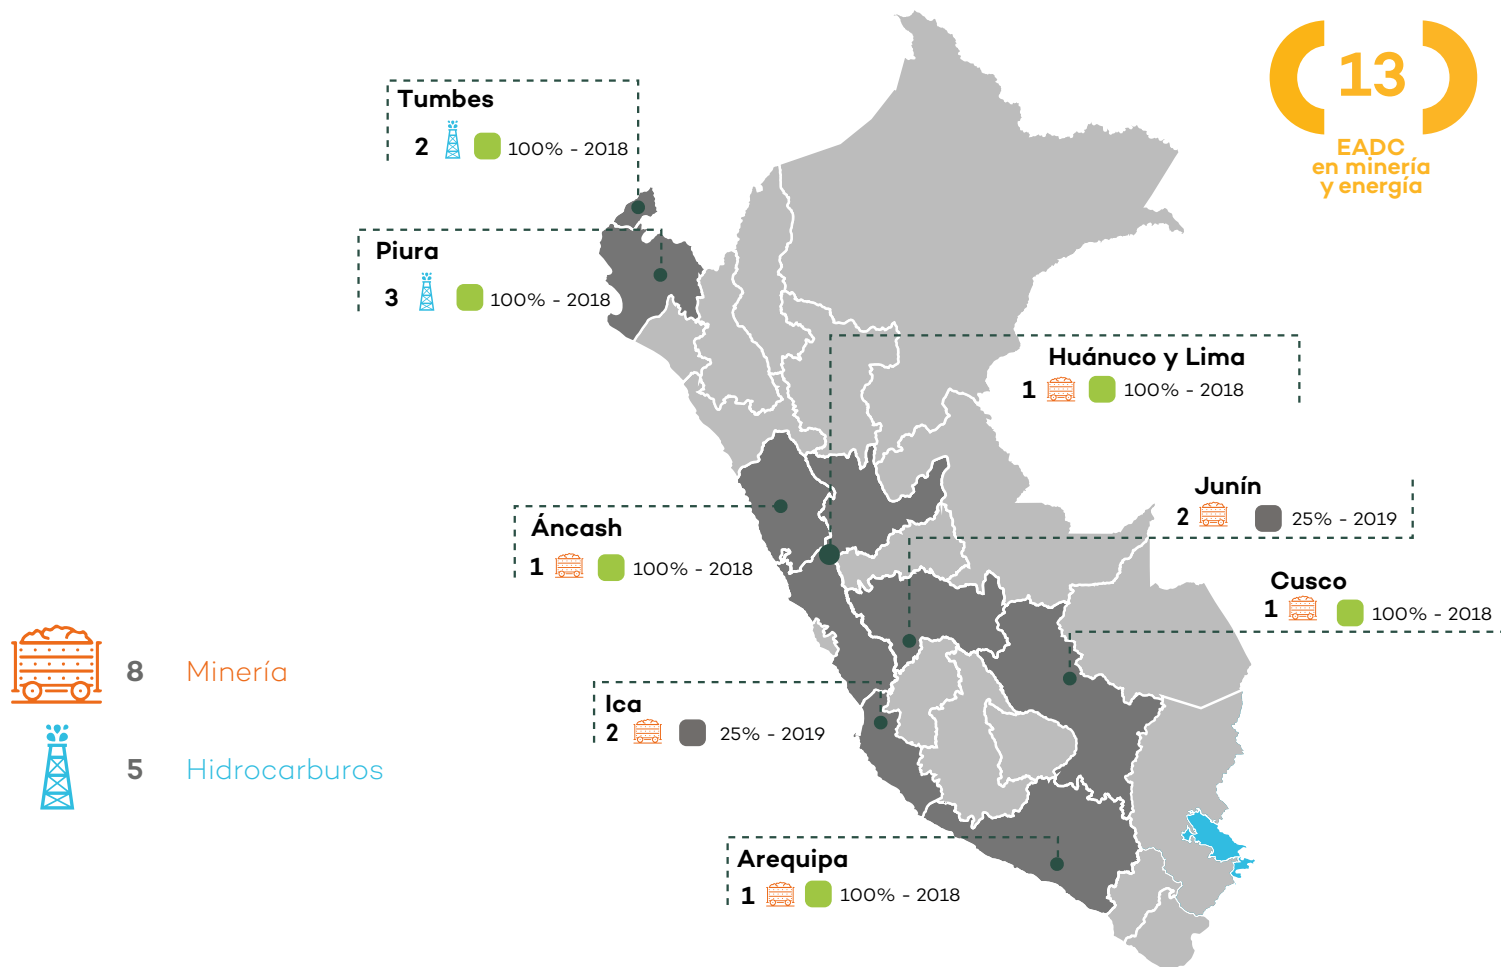 13
EADC
en minería
y energía
Tumbes
2 100% - 2018
Piura
3 100% - 2018
Huánuco y Lima
1 100% - 2018
Junín
2 25% - 2019
Áncash
1 100% - 2018
Cusco
1 100% - 2018
8 Minería
Ica
2 25% - 2019
5 Hidrocarburos
Arequipa
1 100% - 2018